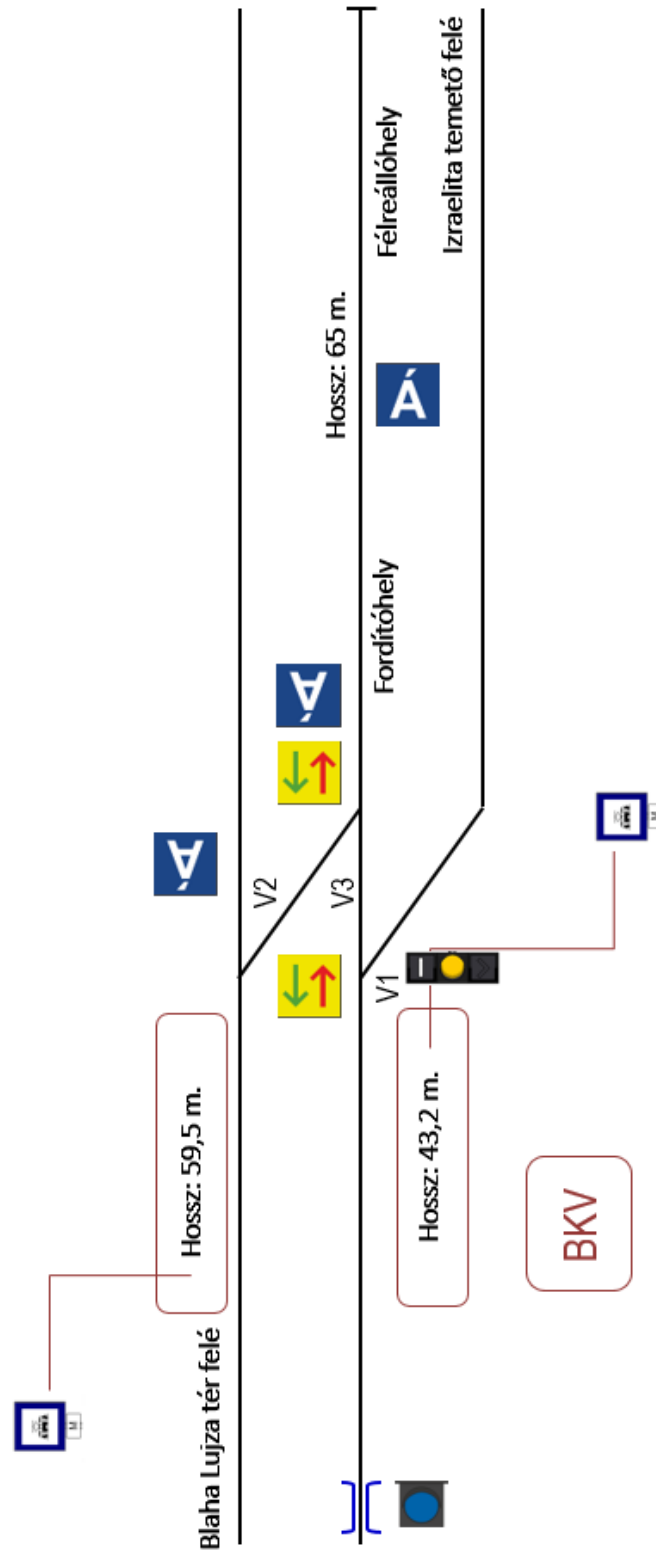 Blaha Lujza tér felé
Hossz: 59,5 m.
Á
V2
Á
V3
V1
Hossz: 65 m.
Fordítóhely
Á
Félreállóhely
Izraelita temető felé
Hossz: 43,2 m.
BKV
M
M